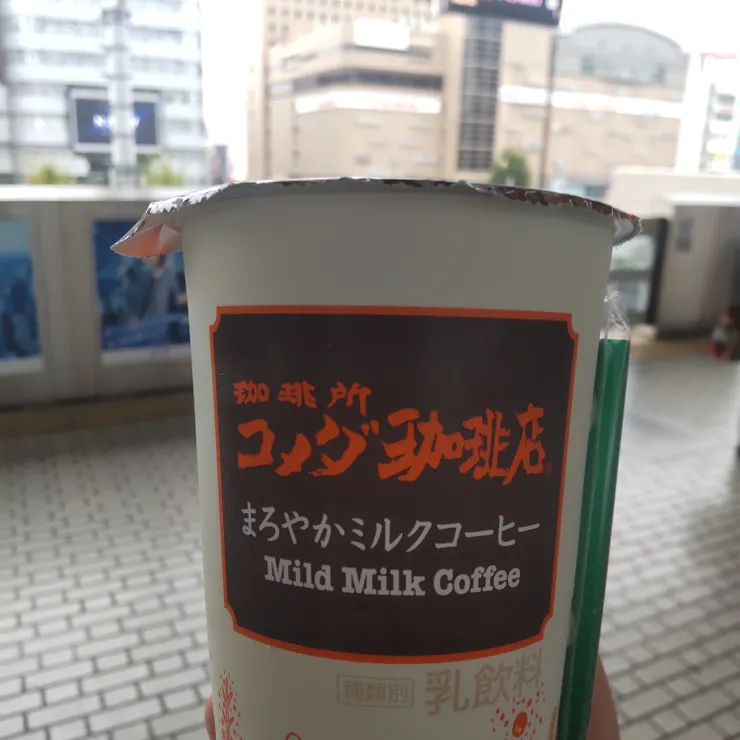 珈琲所
コメダ珈琲店
まろやかミルクコーヒー
Mild Milk Coffee
種類別 乳飲料